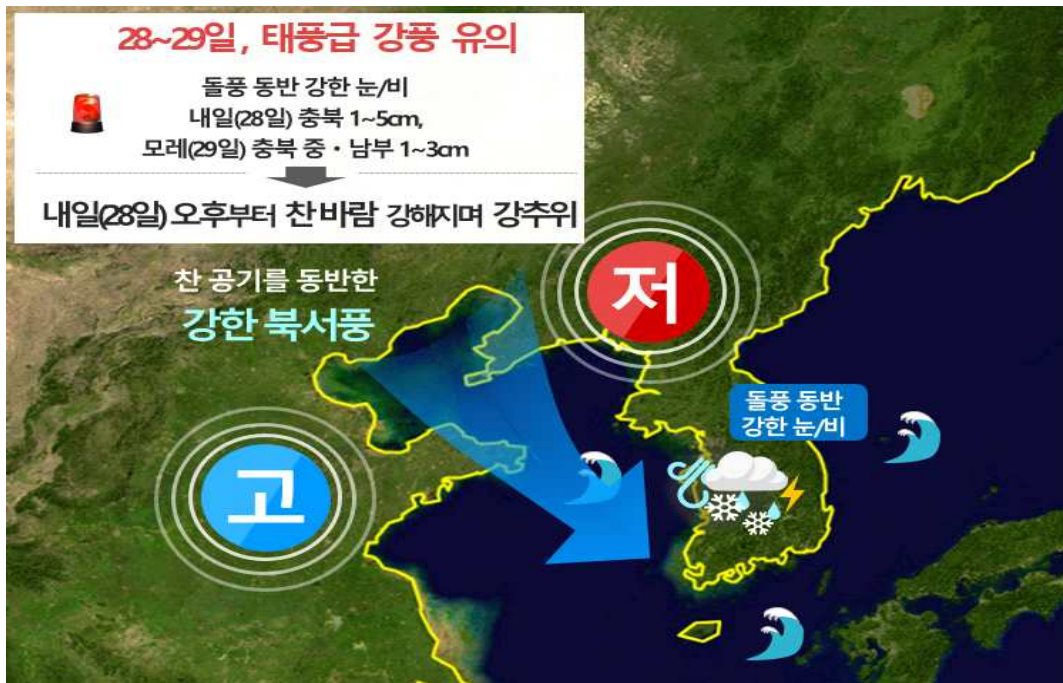 28~29일, 태풍급 강풍 유의
돌풍 동반 강한 눈/비
내일(28일) 충북 1~5cm,
모레(29일) 충북 중·남부 1~3cm
내일(28일) 오후부터 찬 바람 강해지며 강추위
찬 공기를 동반한
강한 북서풍
저
고
돌풍 동반
강한 눈/비